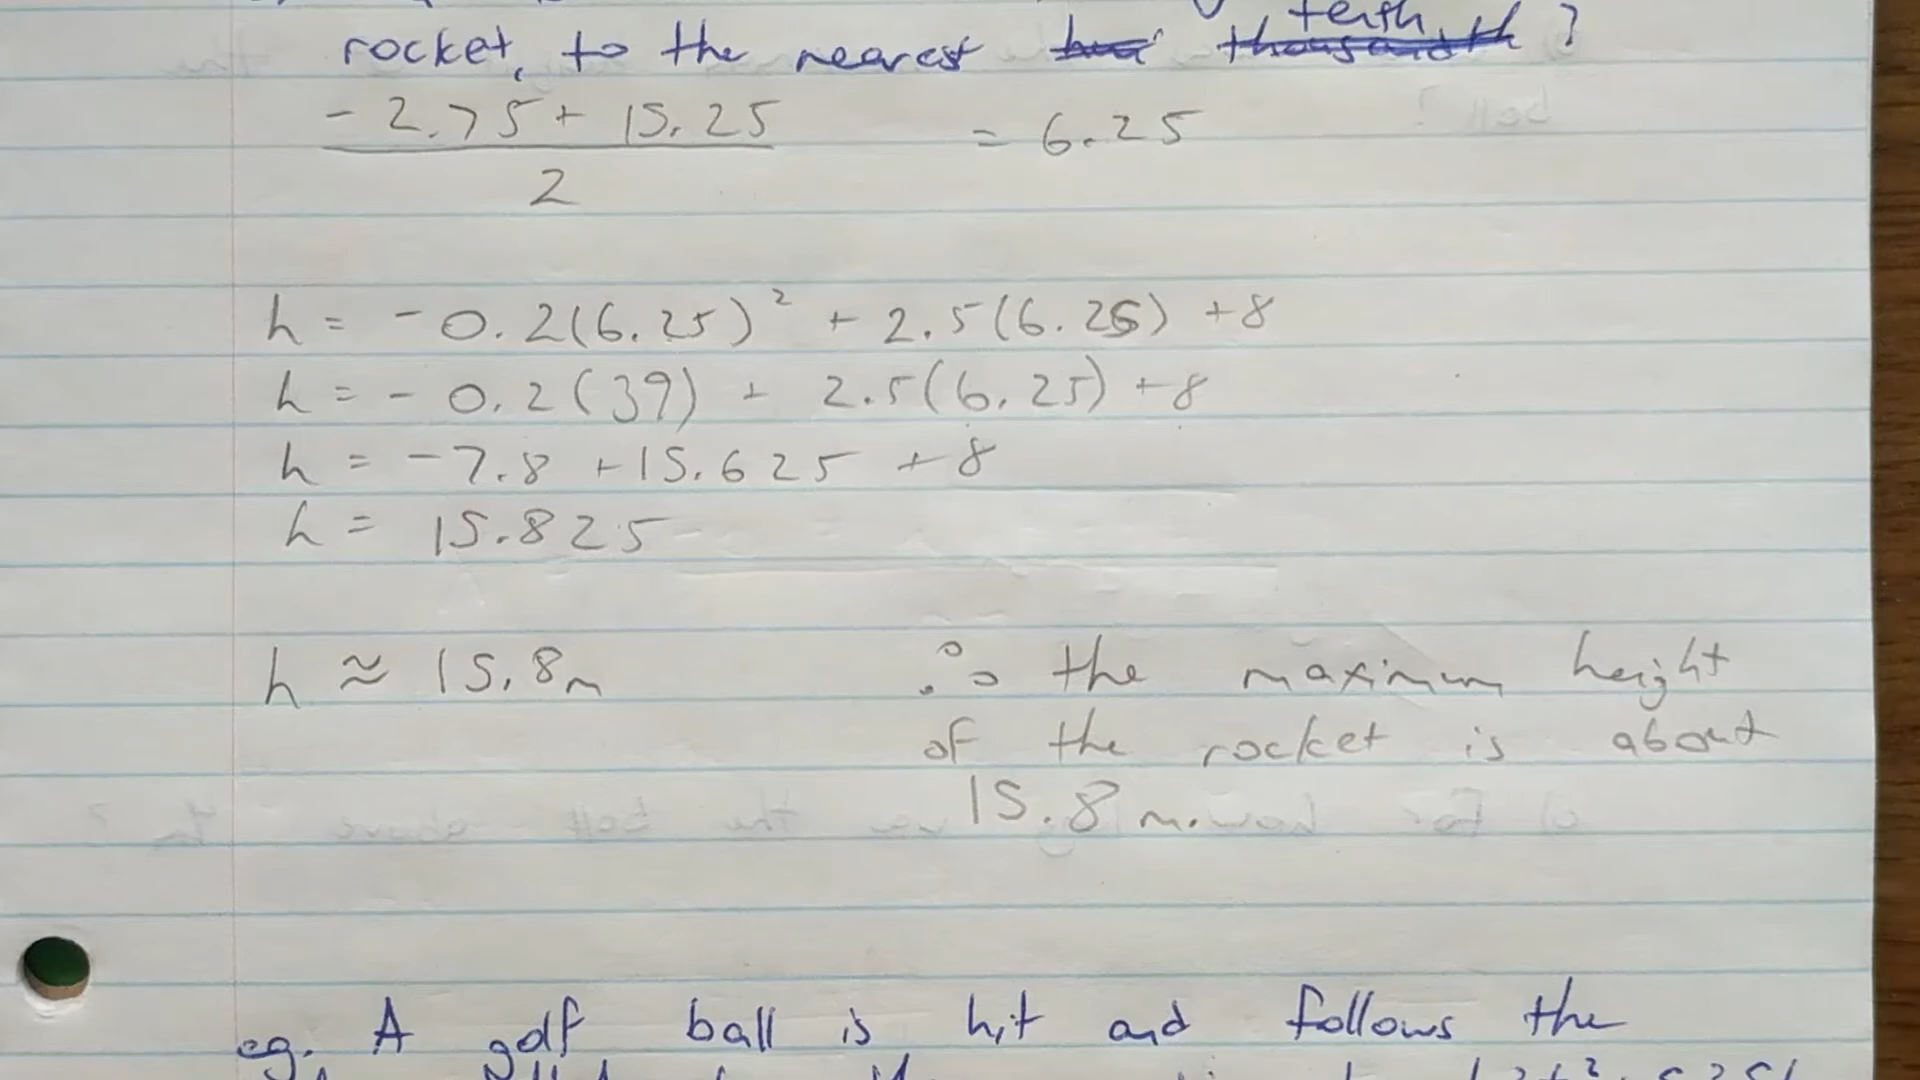 tenth
rocket, to the nearest thousandth ?
- 2.75 + 15.25 = 6.25
2
h = - 0.2(6.25)² + 2.5(6.25) + 8
h = - 0.2(39) + 2.5(6.25) + 8
h = - 7.8 + 15.625 + 8
h = 15.825
h ≈ 15.8m ∴ the maximum height
of the rocket is about
15.8 m.
eg. A golf ball is hit and follows the